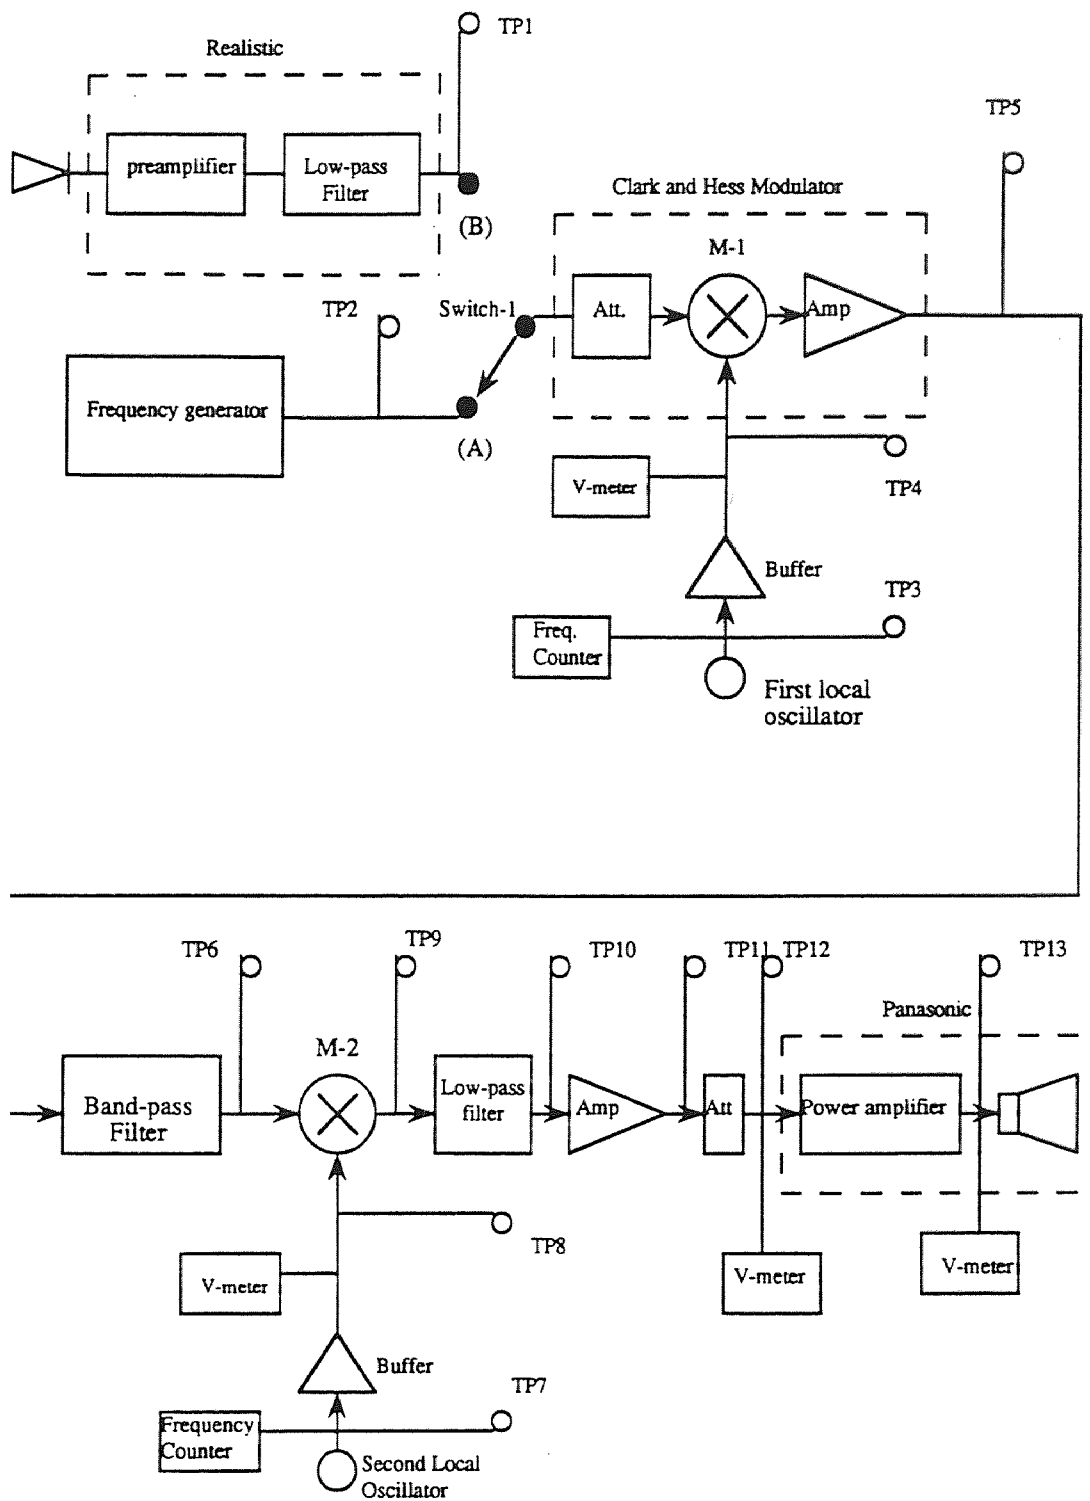 TP1
Realistic
preamplifier
Low-pass
Filter
(B)
TP5
Clark and Hess Modulator
M-1
TP2
Switch-1
Att.
Amp
Frequency generator
(A)
V-meter
TP4
Buffer
TP3
Freq.
Counter
First local
oscillator
TP6
TP9
TP10
TP11
TP12
TP13
Panasonic
M-2
Band-pass
Filter
Low-pass
filter
Amp
Att
Power amplifier
TP8
V-meter
V-meter
V-meter
Buffer
TP7
Frequency
Counter
Second Local
Oscillator